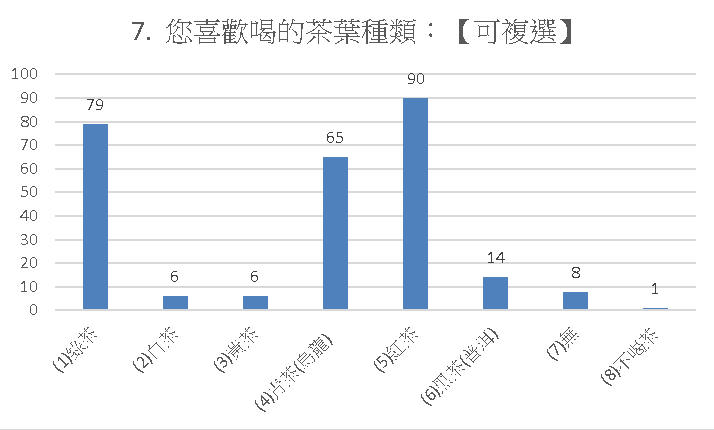 7. 您喜歡喝的茶葉種類：【可複選】
100
90
80
70
60
50
40
30
20
10
0
79
6
6
65
90
14
8
1
(1)綠茶
(2)白茶
(3)黃茶
(4)青茶(烏龍)
(5)紅茶
(6)黑茶(普洱)
(7)無
(8)不喝茶